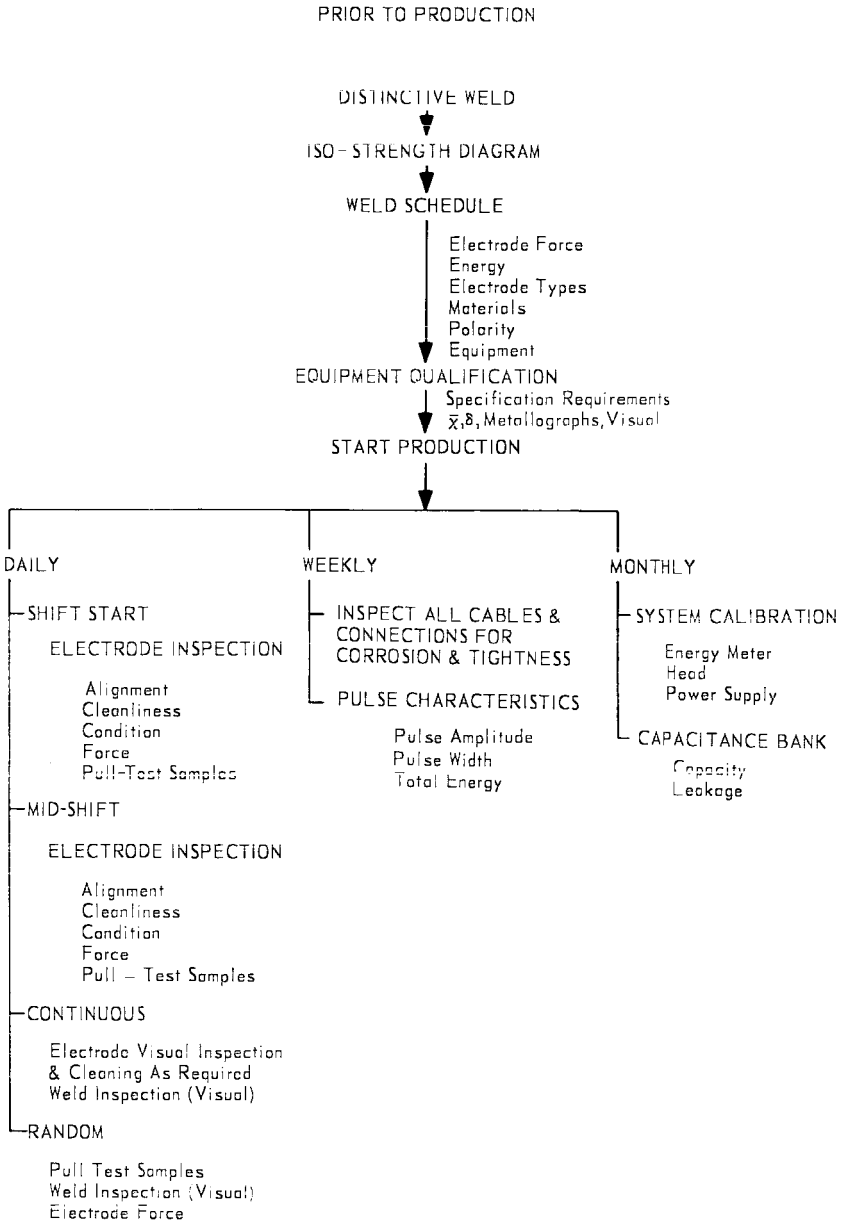 PRIOR TO PRODUCTION
DISTINCTIVE WELD
ISO-STRENGTH DIAGRAM
WELD SCHEDULE
Electrode Force
Energy
Electrode Types
Materials
Polarity
Equipment
EQUIPMENT QUALIFICATION
Specification Requirements
x̄,δ, Metallographs, Visual
START PRODUCTION
DAILY
SHIFT START
ELECTRODE INSPECTION
Alignment
Cleanliness
Condition
Force
Pull-Test Samples
MID-SHIFT
ELECTRODE INSPECTION
Alignment
Cleanliness
Condition
Force
Pull - Test Samples
CONTINUOUS
Electrode Visual Inspection
& Cleaning As Required
Weld Inspection (Visual)
RANDOM
Pull Test Samples
Weld Inspection (Visual)
Electrode Force
WEEKLY
INSPECT ALL CABLES &
CONNECTIONS FOR
CORROSION & TIGHTNESS
PULSE CHARACTERISTICS
Pulse Amplitude
Pulse Width
Total Energy
MONTHLY
SYSTEM CALIBRATION
Energy Meter
Head
Power Supply
CAPACITANCE BANK
Capacity
Leakage